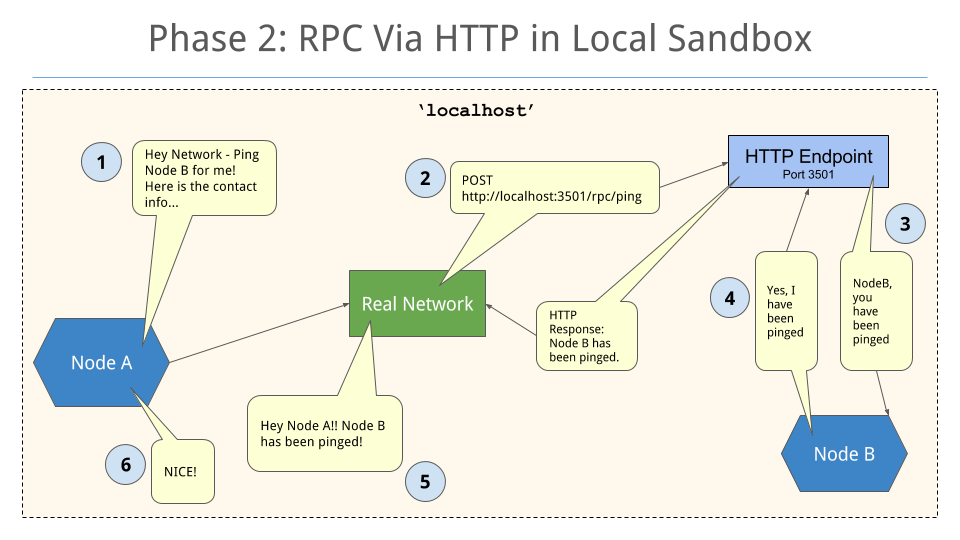 Phase 2: RPC Via HTTP in Local Sandbox
‘localhost’
1
Hey Network - Ping
Node B for me!
Here is the contact
info...
2
POST
http://localhost:3501/rpc/ping
HTTP Endpoint
Port 3501
3
NodeB,
you
have
been
pinged
4
Yes, I
have
been
pinged
Real Network
HTTP
Response:
Node B has
been pinged.
Node A
Node B
Hey Node A!! Node B
has been pinged!
5
6
NICE!